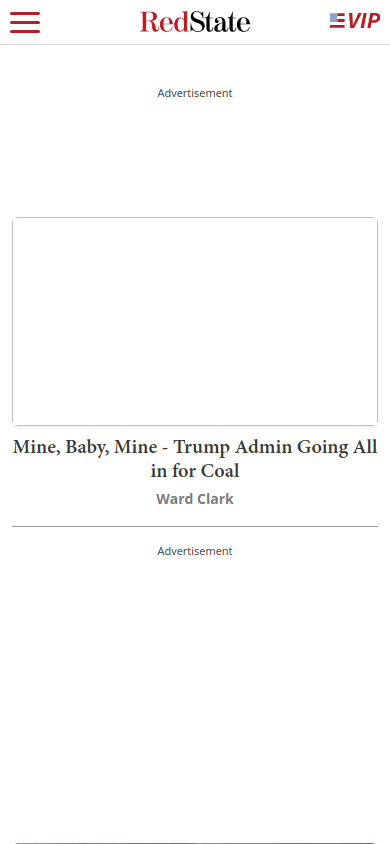 RedState
VIP
Advertisement
Mine, Baby, Mine - Trump Admin Going All
in for Coal
Ward Clark
Advertisement